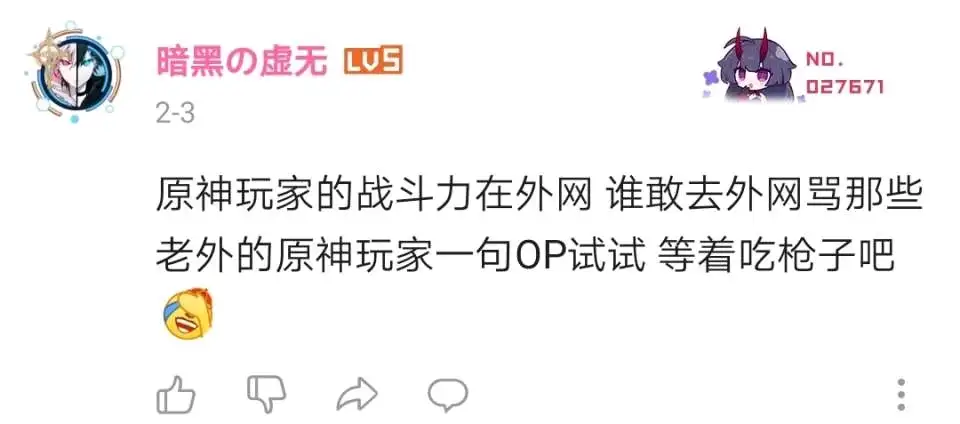 暗黑の虚无 LV5
NO.
027671
2-3
原神玩家的战斗力在外网 谁敢去外网骂那些
老外的原神玩家一句OP试试 等着吃枪子吧